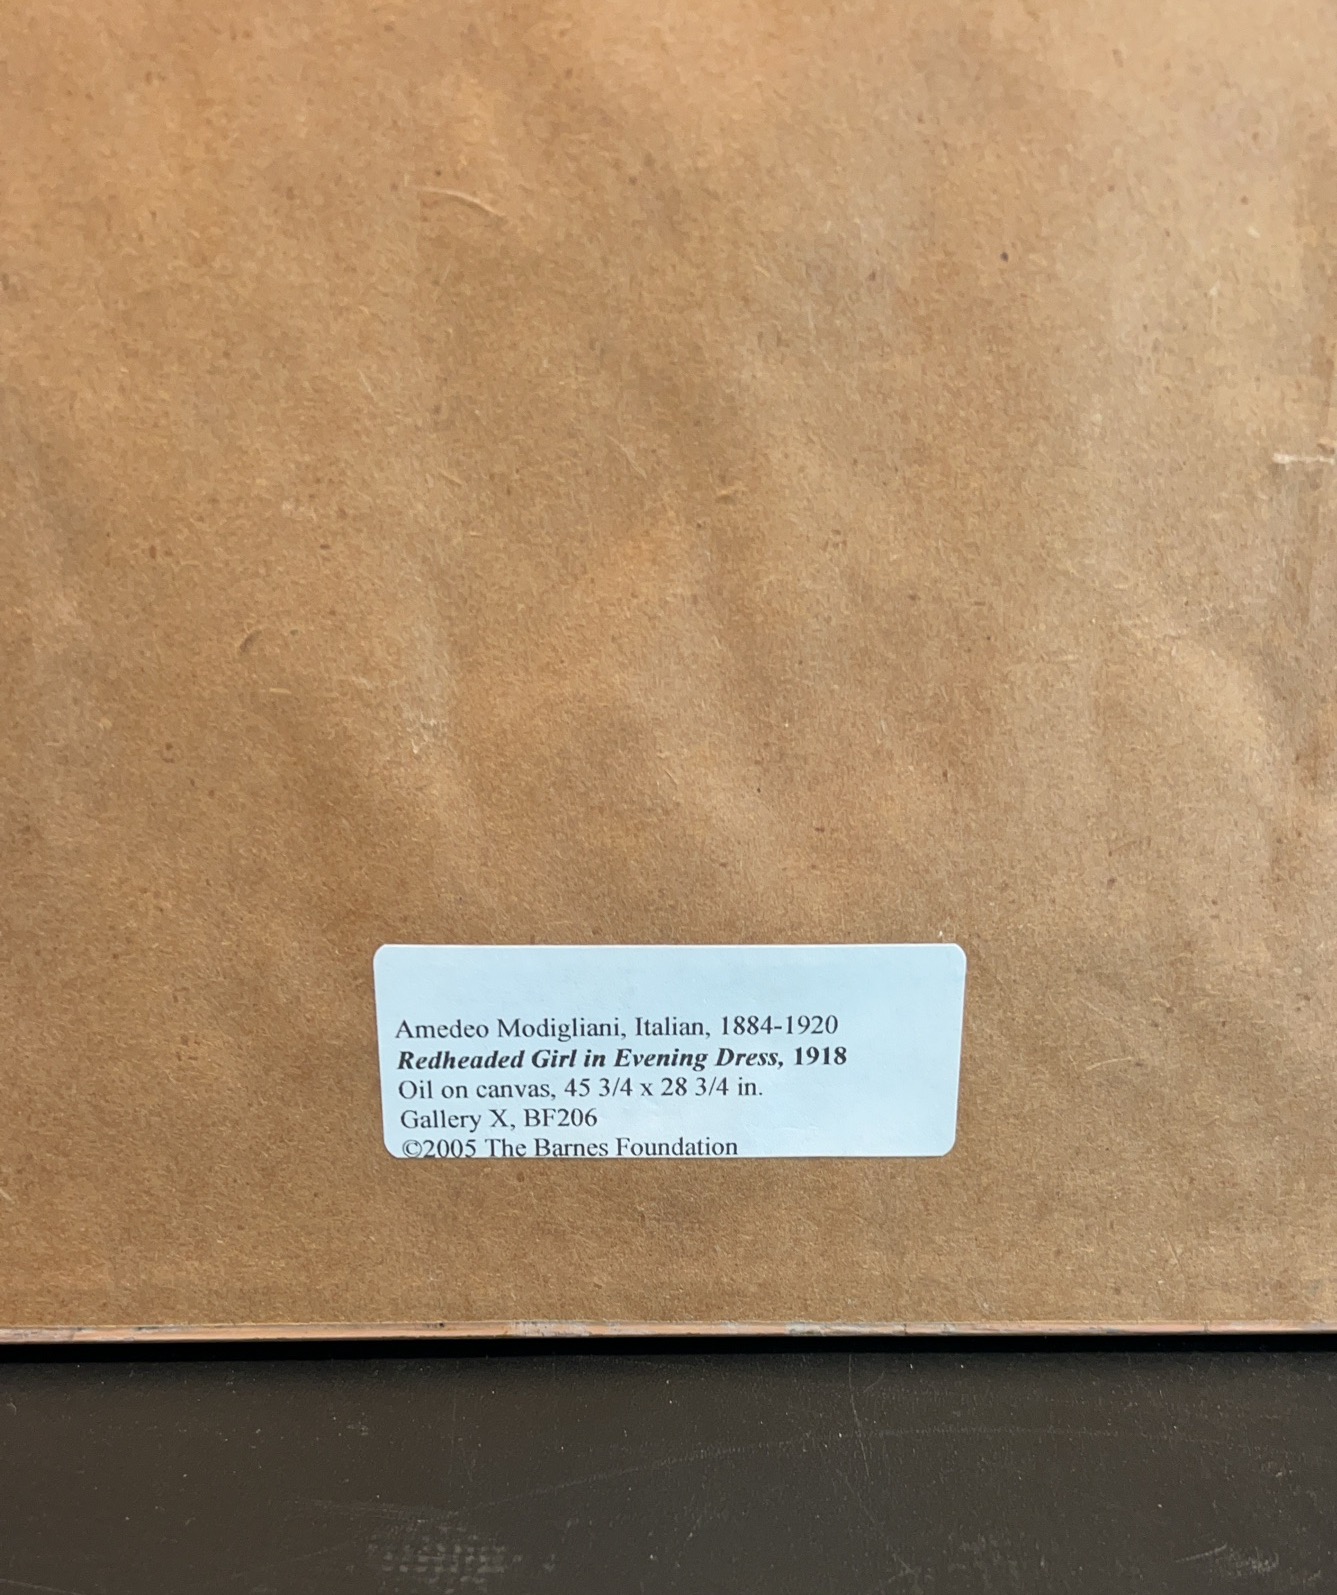 Amedeo Modigliani, Italian, 1884-1920
Redheaded Girl in Evening Dress, 1918
Oil on canvas, 45 3/4 x 28 3/4 in.
Gallery X, BF206
©2005 The Barnes Foundation